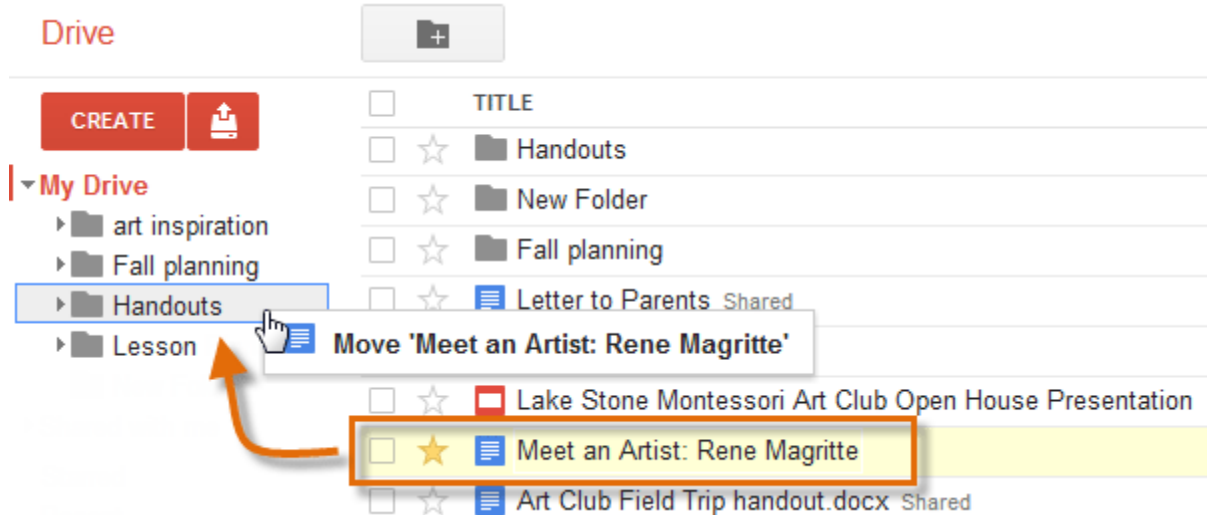 Drive
CREATE
My Drive
art inspiration
Fall planning
Handouts
Lesson
TITLE
Handouts
New Folder
Fall planning
Letter to Parents Shared
Move 'Meet an Artist: Rene Magritte'
Lake Stone Montessori Art Club Open House Presentation
Meet an Artist: Rene Magritte
Art Club Field Trip handout.docx Shared